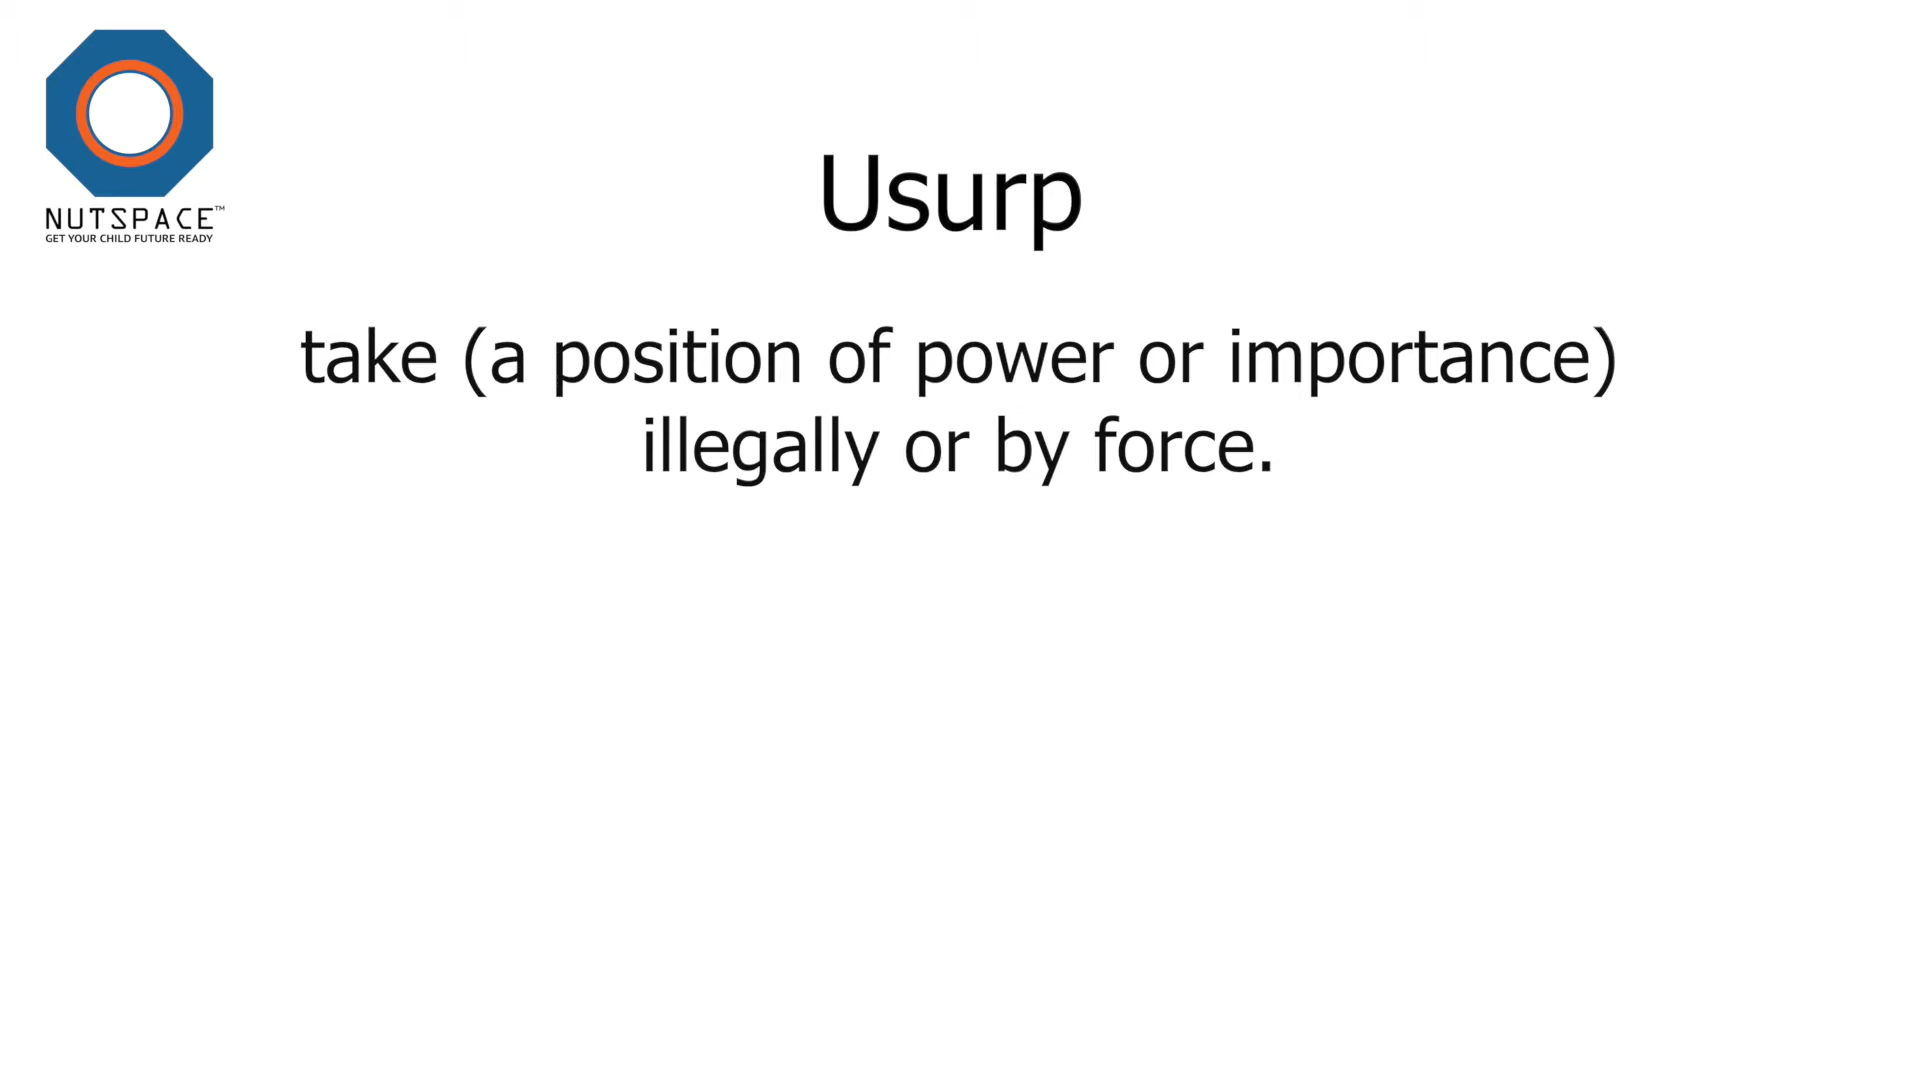 NUTSPACE™
GET YOUR CHILD FUTURE READY
Usurp
take (a position of power or importance)
illegally or by force.